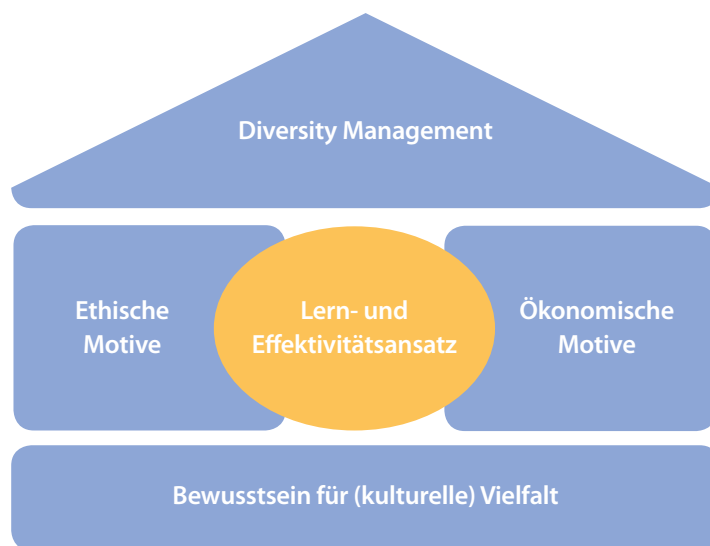 Diversity Management
Ethische
Motive
Lern- und
Effektivitätsansatz
Ökonomische
Motive
Bewusstsein für (kulturelle) Vielfalt